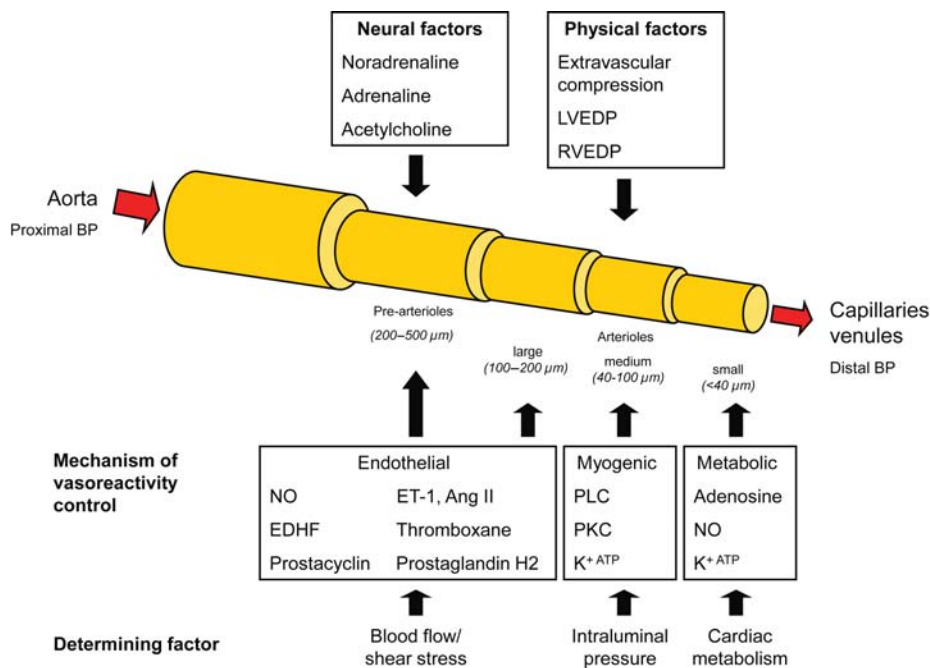 Neural factors
Noradrenaline
Adrenaline
Acetylcholine
Physical factors
Extravascular
compression
LVEDP
RVEDP
Aorta
Proximal BP
Capillaries
venules
Distal BP
Pre-arterioles
(200–500 µm)
large
(100–200 µm)
Arterioles
medium
(40-100 µm)
small
(<40 µm)
Mechanism of
vasoreactivity
control
Endothelial
NO ET-1, Ang II
EDHF Thromboxane
Prostacyclin Prostaglandin H2
Myogenic
PLC
PKC
K+ ATP
Metabolic
Adenosine
NO
K+ ATP
Determining factor
Blood flow/
shear stress
Intraluminal
pressure
Cardiac
metabolism